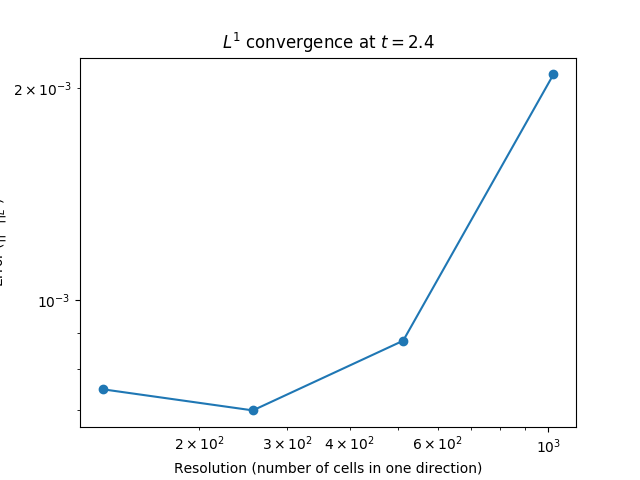 L¹ convergence at t = 2.4
2 × 10⁻³
10⁻³
2 × 10² 3 × 10² 4 × 10² 6 × 10² 10³
Resolution (number of cells in one direction)